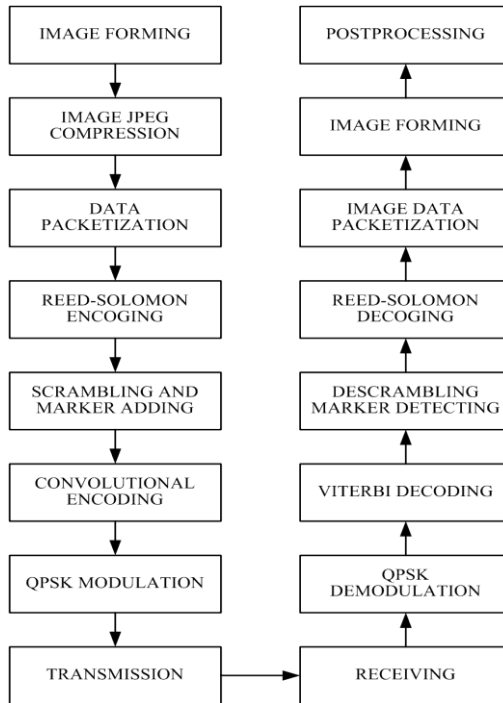 IMAGE FORMING
IMAGE JPEG
COMPRESSION
DATA
PACKETIZATION
REED-SOLOMON
ENCOGING
SCRAMBLING AND
MARKER ADDING
CONVOLUTIONAL
ENCODING
QPSK MODULATION
TRANSMISSION
POSTPROCESSING
IMAGE FORMING
IMAGE DATA
PACKETIZATION
REED-SOLOMON
DECOGING
DESCRAMBLING
MARKER DETECTING
VITERBI DECODING
QPSK
DEMODULATION
RECEIVING